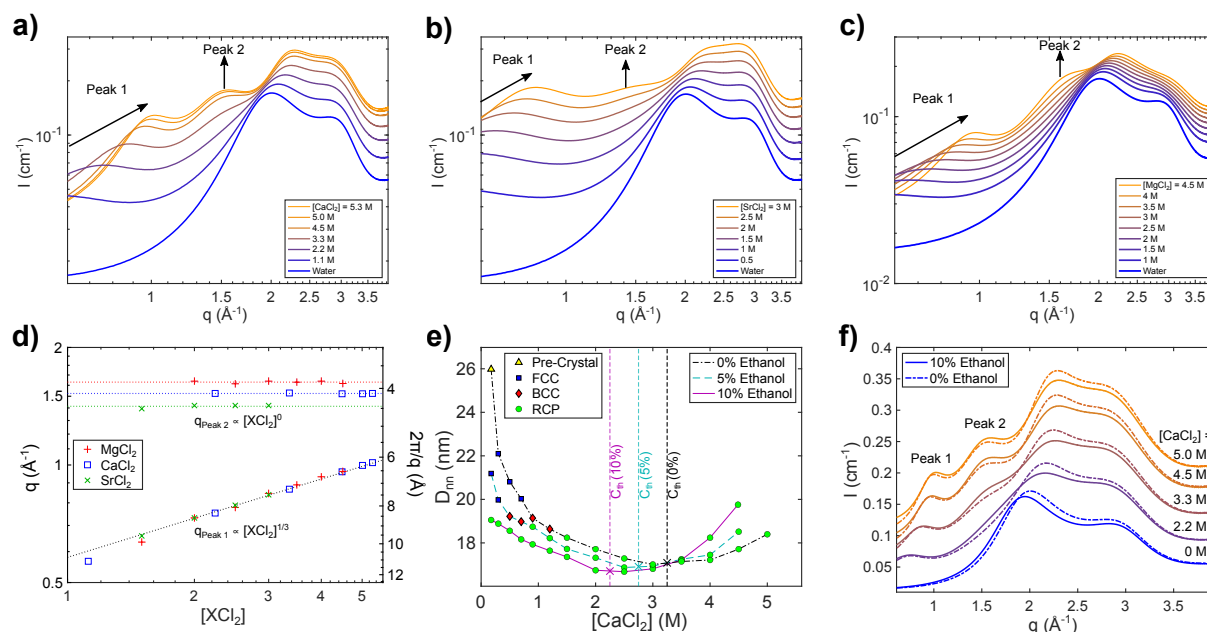 a)
Peak 2
Peak 1
10⁻¹
I (cm⁻¹)
[CaCl₂] = 5.3 M
5.0 M
4.5 M
3.3 M
2.2 M
1.1 M
Water
1 1.5 2 2.5 3 3.5
q (Å⁻¹)
b)
Peak 2
Peak 1
10⁻¹
I (cm⁻¹)
[SrCl₂] = 3 M
2.5 M
2 M
1.5 M
1 M
0.5
Water
1 1.5 2 2.5 3 3.5
q (Å⁻¹)
c)
Peak 2
Peak 1
10⁻¹
10⁻²
I (cm⁻¹)
[MgCl₂] = 4.5 M
4 M
3.5 M
3 M
2.5 M
2 M
1.5 M
1 M
Water
1 1.5 2 2.5 3 3.5
q (Å⁻¹)
d)
2
1.5
1
0.5
q (Å⁻¹)
q_Peak 2 ∝ [XCl₂]⁰
MgCl₂
CaCl₂
SrCl₂
q_Peak 1 ∝ [XCl₂]^1/3
4
6
8
10
12
2π/q (Å)
1 2 3 4 5
[XCl₂]
e)
26
24
22
20
18
D_nn (nm)
Pre-Crystal
FCC
BCC
RCP
0% Ethanol
5% Ethanol
10% Ethanol
C_th (10%)
C_th (5%)
C_th (0%)
0 1 2 3 4 5
[CaCl₂] (M)
f)
0.4
0.35
0.3
0.25
0.2
0.15
0.1
0.05
I (cm⁻¹)
10% Ethanol
0% Ethanol
Peak 2
Peak 1
[CaCl₂] =
5.0 M
4.5 M
3.3 M
2.2 M
0 M
1 2 3
q (Å⁻¹)